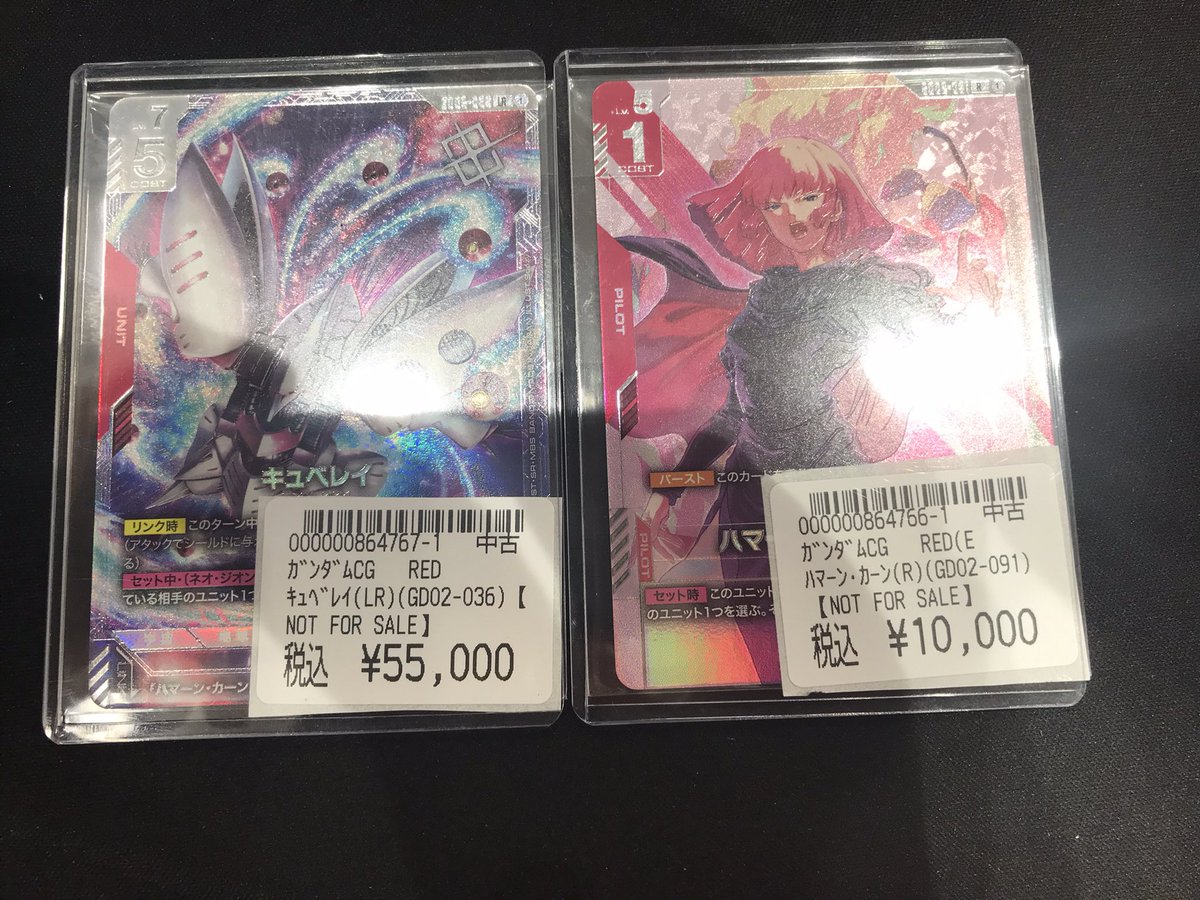 7
5
COST
UNIT
キュベレイ
リンク時 このターン中
(アタックでシールドに与
る)
セット中・(ネオ・ジオン
ている相手のユニット1つ
「ハマーン・カーン
000000864767-1 中古
ｶﾞﾝﾀﾞﾑCG RED
ｷｭﾍﾞﾚｲ(LR)(GD02-036)【
NOT FOR SALE】
税込 ¥55,000
1
COST
PILOT
バースト このカー
PILOT
ハマ
セット時 このユニット
のユニット1つを選ぶ。そ
000000864766-1 中古
ｶﾞﾝﾀﾞﾑCG RED(E
ﾊﾏｰﾝ・ｶｰﾝ(R)(GD02-091)
【NOT FOR SALE】
税込 ¥10,000